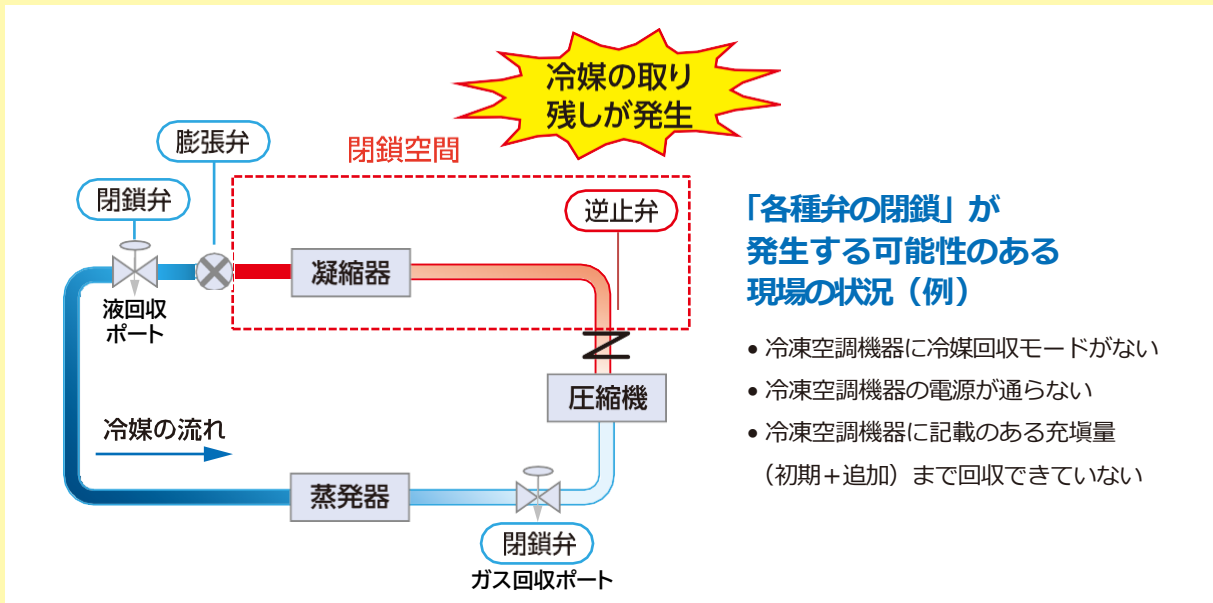 冷媒の取り
残しが発生
膨張弁
閉鎖空間
閉鎖弁
逆止弁
凝縮器
液回収
ポート
圧縮機
冷媒の流れ
蒸発器
閉鎖弁
ガス回収ポート
「各種弁の閉鎖」が
発生する可能性のある
現場の状況（例）
• 冷凍空調機器に冷媒回収モードがない
• 冷凍空調機器の電源が通らない
• 冷凍空調機器に記載のある充塡量
（初期＋追加）まで回収できていない